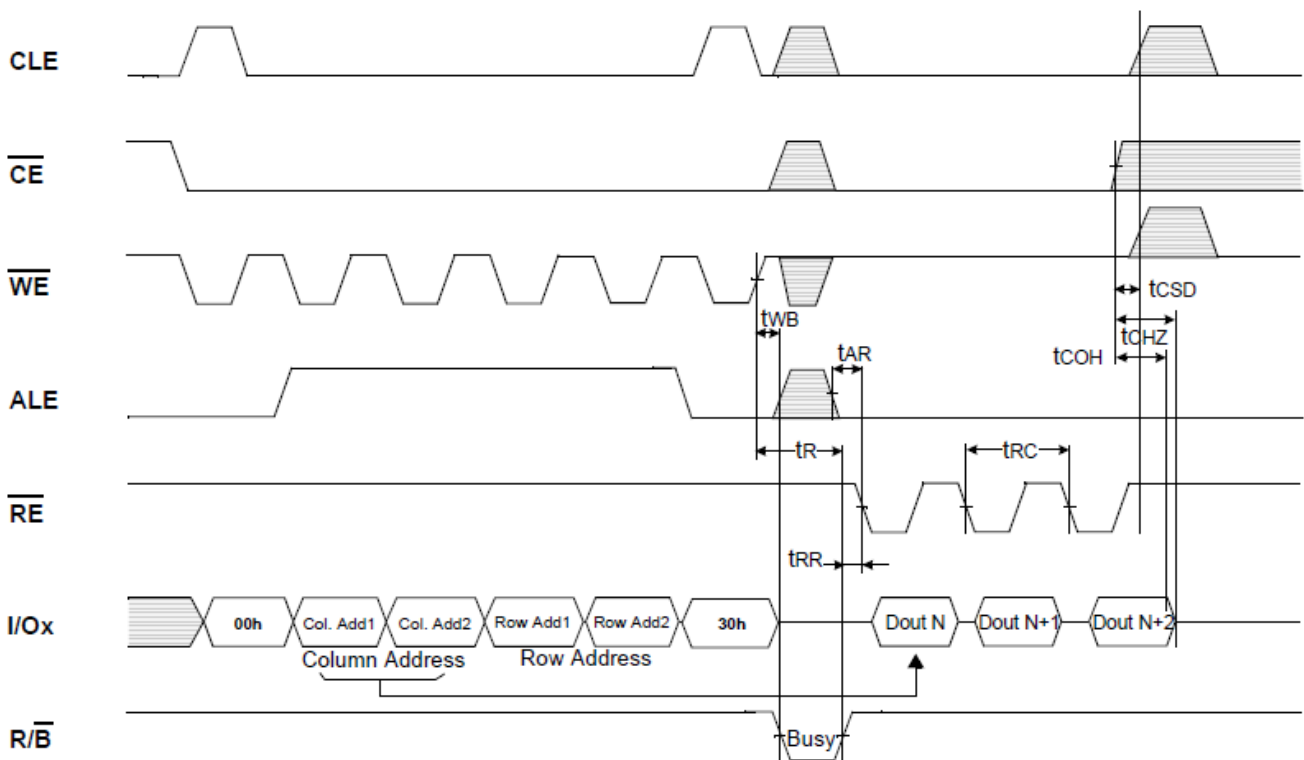 CLE
CE
WE
tCSD
tWB
tCHZ
tAR
tCOH
ALE
tR
tRC
RE
tRR
I/Ox
00h
Col. Add1
Col. Add2
Row Add1
Row Add2
30h
Dout N
Dout N+1
Dout N+2
Column Address
Row Address
R/B
Busy